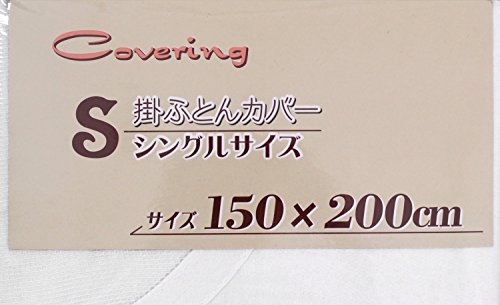 Covering
S 掛ふとんカバー
シングルサイズ
サイズ 150×200cm